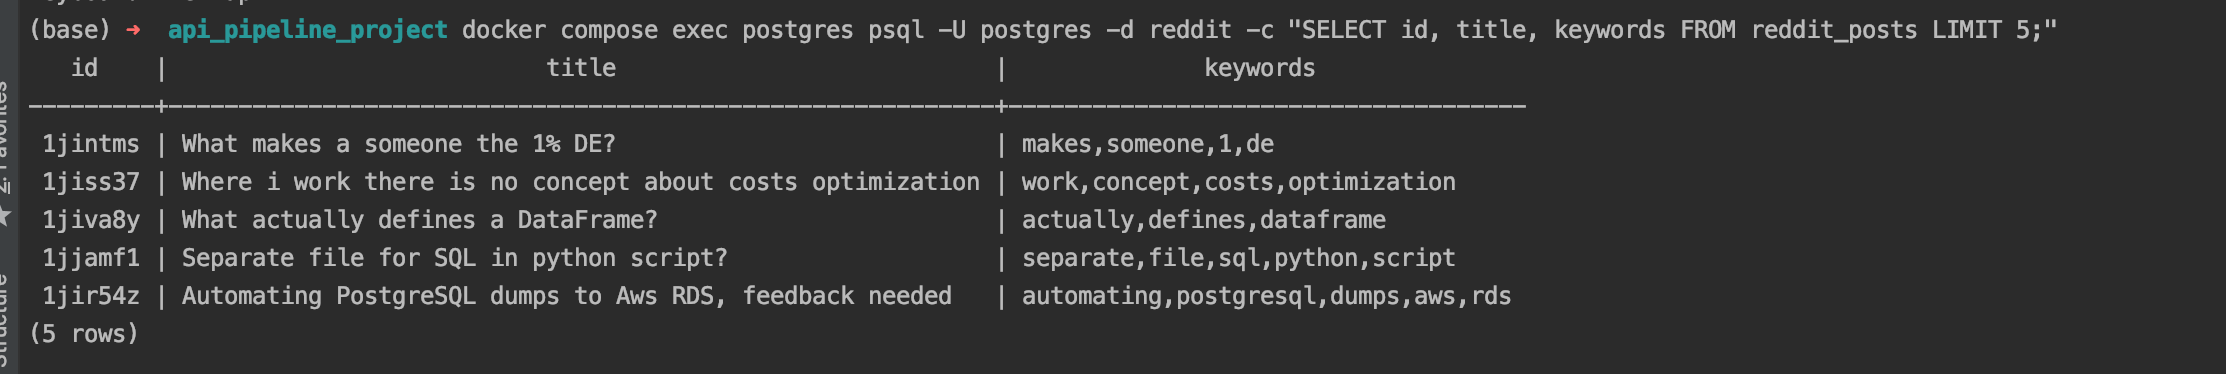 (base) → api_pipeline_project docker compose exec postgres psql -U postgres -d reddit -c "SELECT id, title, keywords FROM reddit_posts LIMIT 5;"
id | title | keywords
---------+-----------------------------------------------------------+-------------------------------------
1jintms | What makes a someone the 1% DE? | makes,someone,1,de
1jiss37 | Where i work there is no concept about costs optimization | work,concept,costs,optimization
1jiva8y | What actually defines a DataFrame? | actually,defines,dataframe
1jjamf1 | Separate file for SQL in python script? | separate,file,sql,python,script
1jir54z | Automating PostgreSQL dumps to Aws RDS, feedback needed | automating,postgresql,dumps,aws,rds
(5 rows)
2: Favorites
Structure